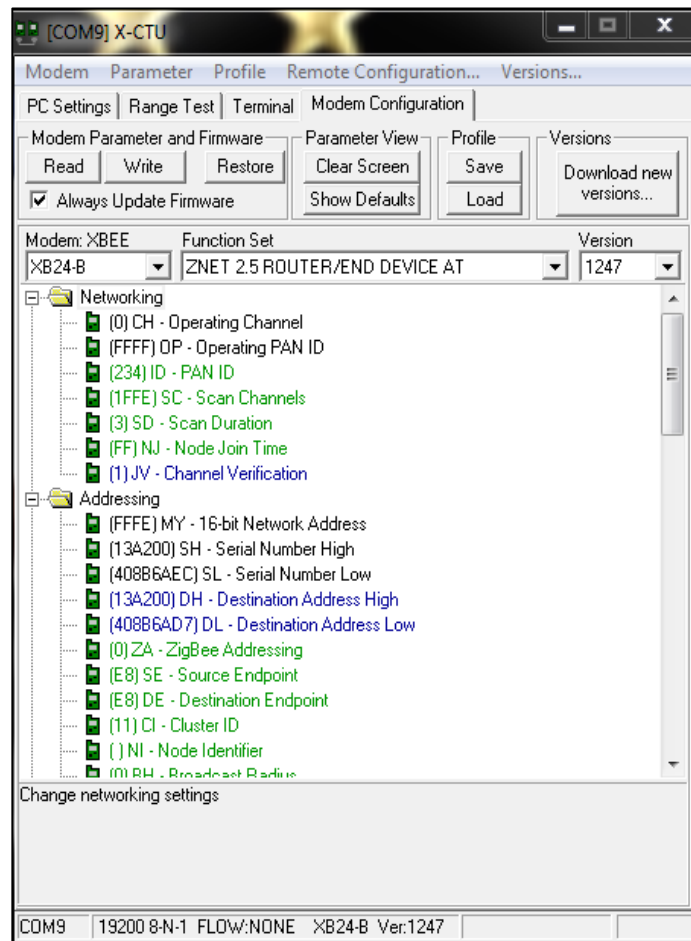 [COM9] X-CTU
Modem Parameter Profile Remote Configuration... Versions...
PC Settings Range Test Terminal Modem Configuration
Modem Parameter and Firmware Parameter View Profile Versions
Read Write Restore Clear Screen Save Download new versions...
Always Update Firmware Show Defaults Load
Modem: XBEE Function Set Version
XB24-B ZNET 2.5 ROUTER/END DEVICE AT 1247
Networking
(0) CH - Operating Channel
(FFFF) OP - Operating PAN ID
(234) ID - PAN ID
(1FFE) SC - Scan Channels
(3) SD - Scan Duration
(FF) NJ - Node Join Time
(1) JV - Channel Verification
Addressing
(FFFE) MY - 16-bit Network Address
(13A200) SH - Serial Number High
(408B6AEC) SL - Serial Number Low
(13A200) DH - Destination Address High
(408B6AD7) DL - Destination Address Low
(0) ZA - ZigBee Addressing
(E8) SE - Source Endpoint
(E8) DE - Destination Endpoint
(11) CI - Cluster ID
( ) NI - Node Identifier
(0) BH - Broadcast Radius
Change networking settings
COM9 19200 8-N-1 FLOW:NONE XB24-B Ver:1247